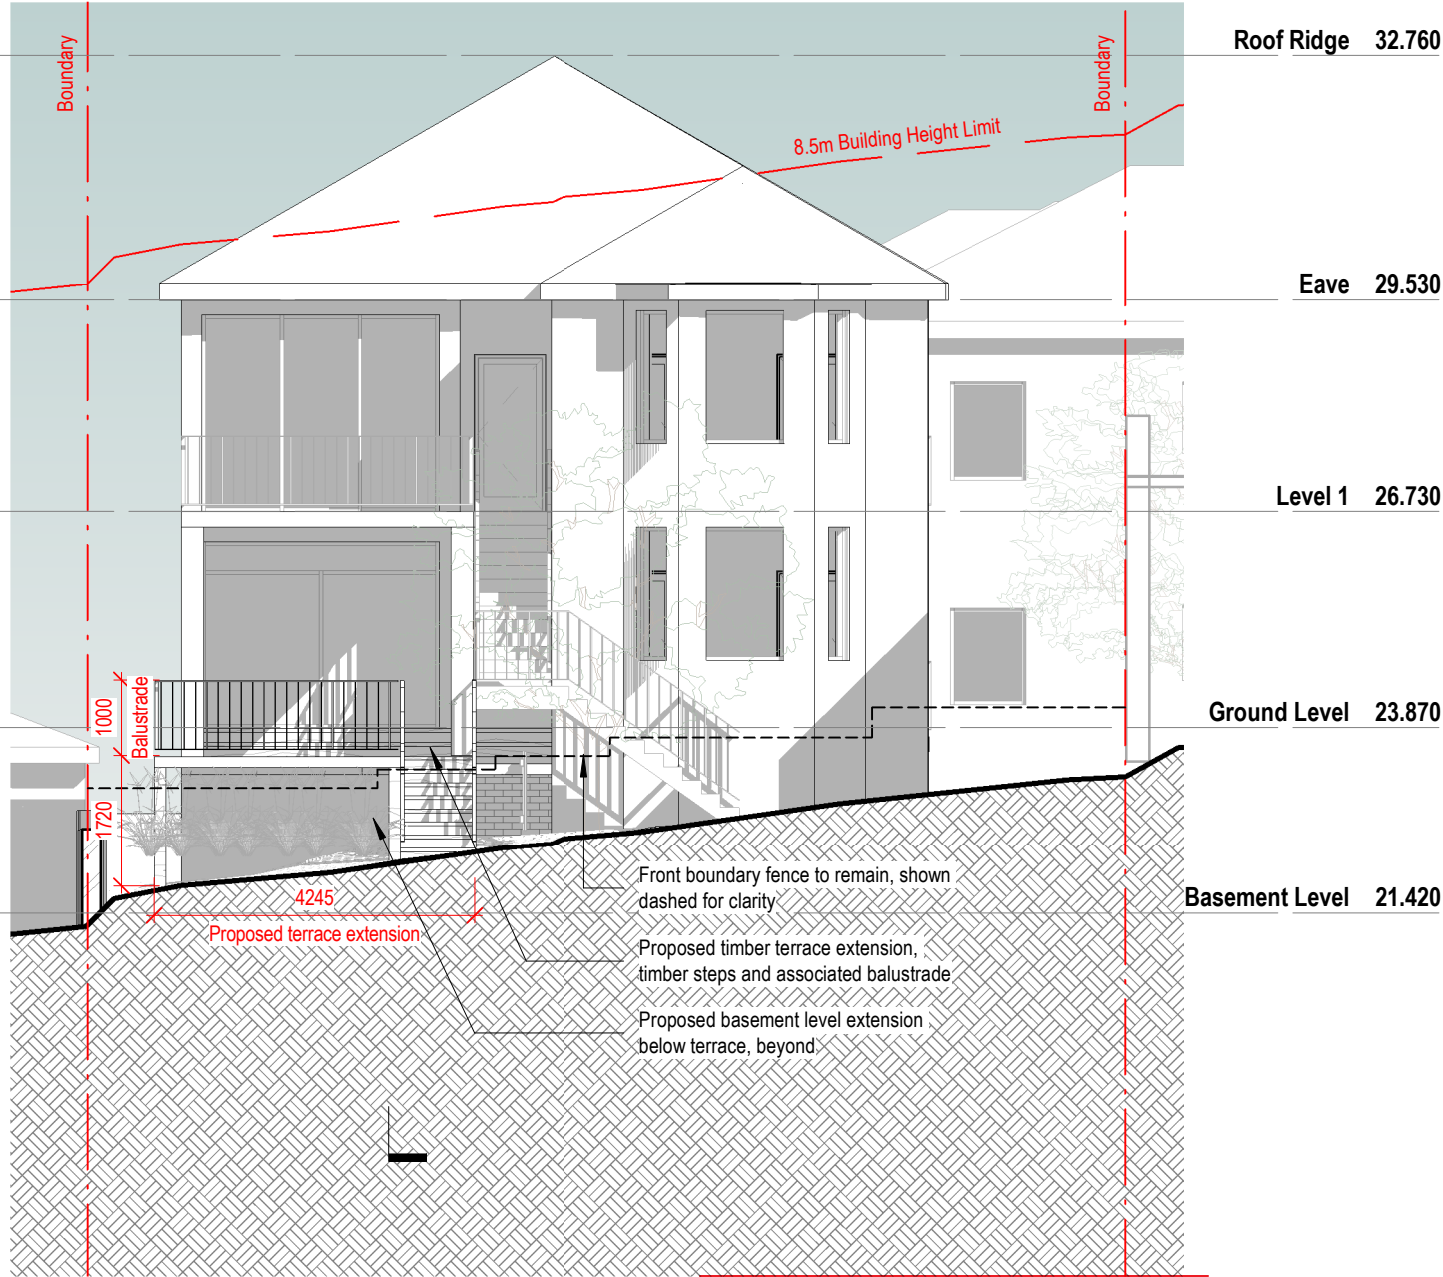 Roof Ridge 32.760
Boundary
Boundary
8.5m Building Height Limit
Eave 29.530
Level 1 26.730
1000
Balustrade
Ground Level 23.870
1720
Front boundary fence to remain, shown
dashed for clarity
4245
Basement Level 21.420
Proposed terrace extension
Proposed timber terrace extension,
timber steps and associated balustrade
Proposed basement level extension
below terrace, beyond